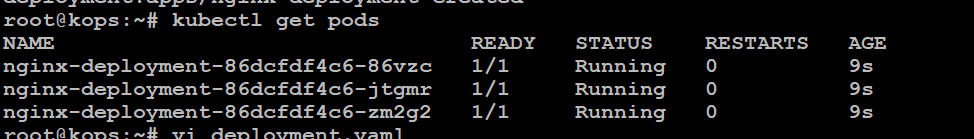 deployment.apps/nginx-deployment created
root@kops:~# kubectl get pods
NAME READY STATUS RESTARTS AGE
nginx-deployment-86dcfdf4c6-86vzc 1/1 Running 0 9s
nginx-deployment-86dcfdf4c6-jtgmr 1/1 Running 0 9s
nginx-deployment-86dcfdf4c6-zm2g2 1/1 Running 0 9s
root@kops:~# vi deployment.yaml